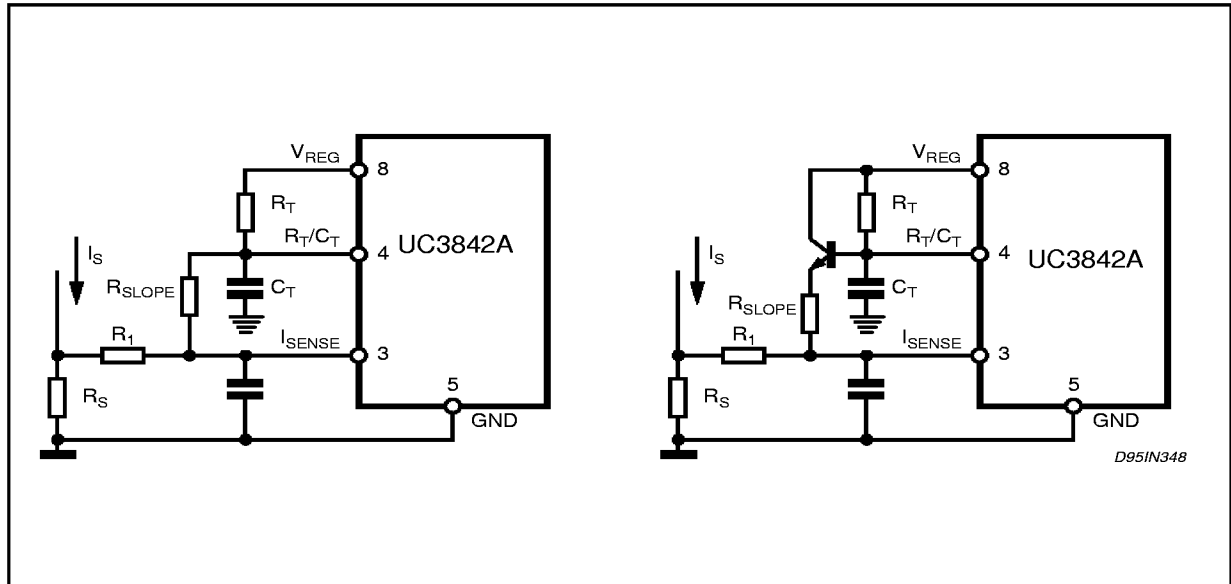 V_REG
8
R_T
R_T/C_T
4
UC3842A
I_S
C_T
R_SLOPE
R_1
I_SENSE
3
R_S
5
GND
V_REG
8
R_T
R_T/C_T
4
UC3842A
I_S
C_T
R_SLOPE
R_1
I_SENSE
3
R_S
5
GND
D95IN348